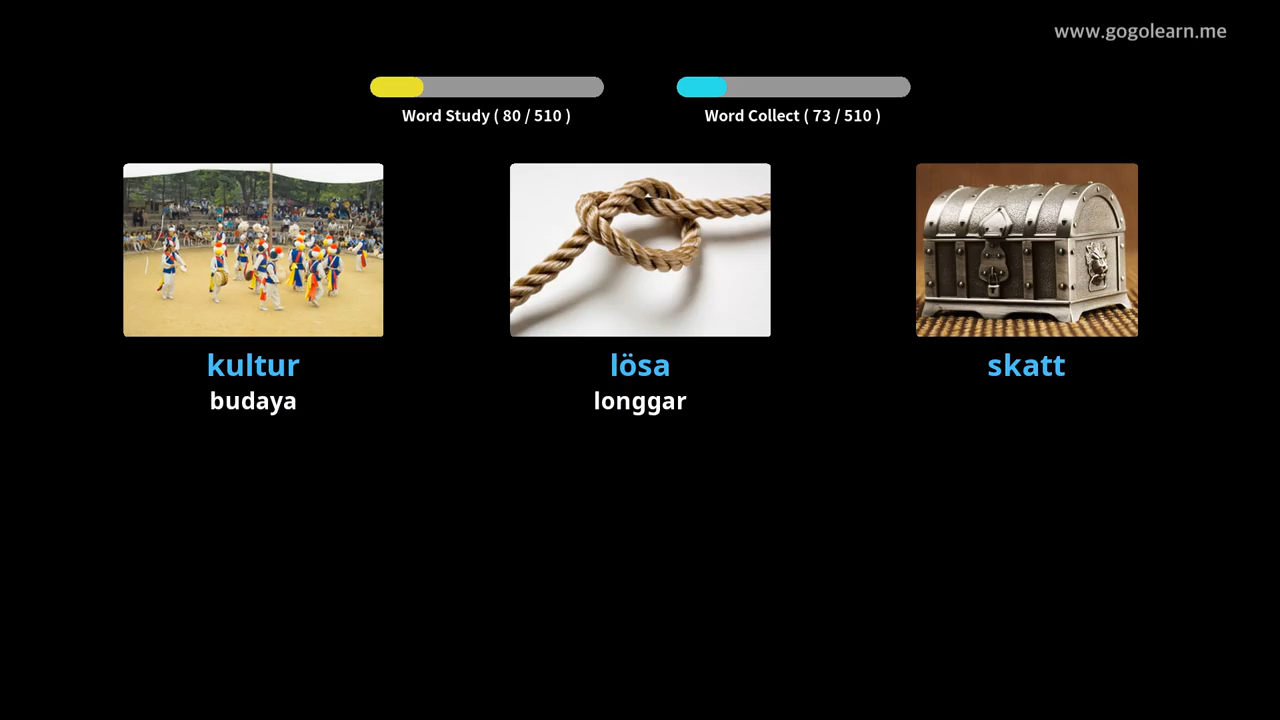 www.gogolearn.me
Word Study ( 80 / 510 )
Word Collect ( 73 / 510 )
kultur
budaya
lösa
longgar
skatt